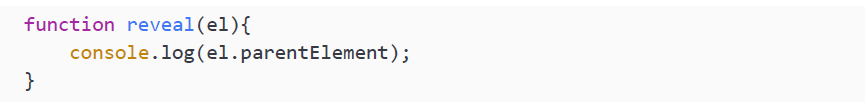 function reveal(el){
    console.log(el.parentElement);
}